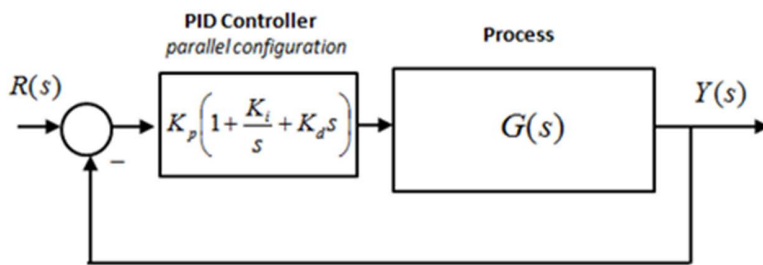 PID Controller
parallel configuration
Process
R(s)
Y(s)
K_p(1+K_i/s+K_d s)
G(s)
−